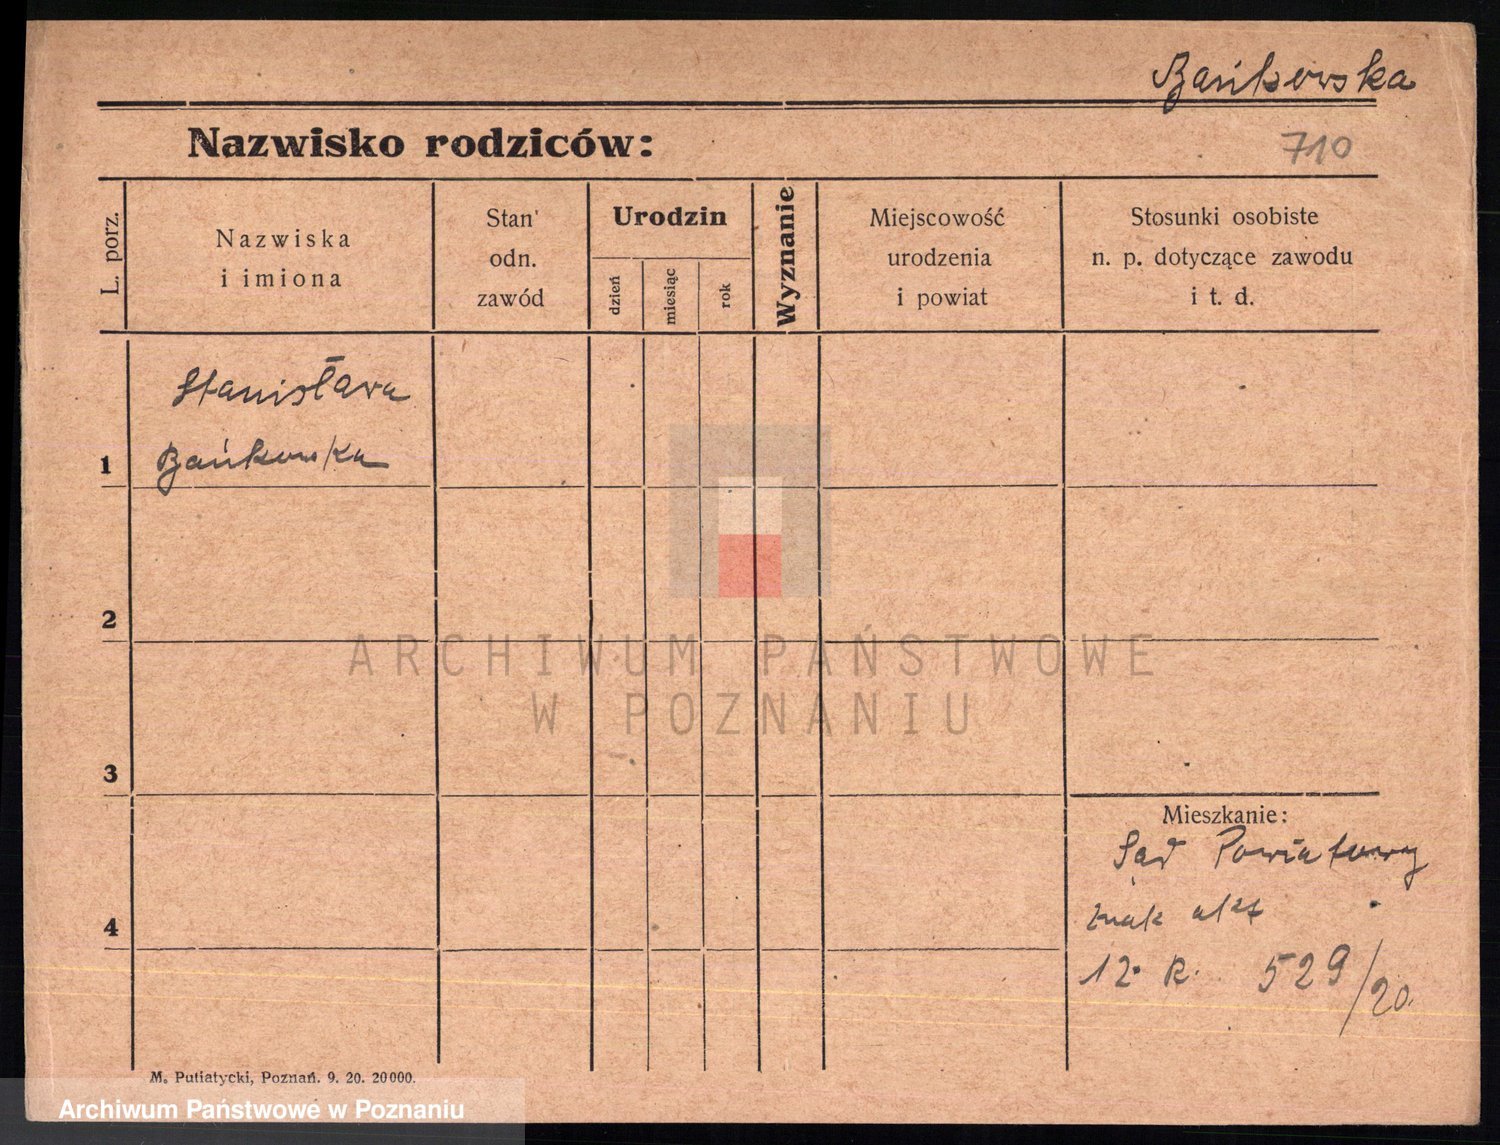 Bańkowska
Nazwisko rodziców:
710
L. porz.
Nazwiska
i imiona
Stan
odn.
zawód
Urodzin
dzień
miesiąc
rok
Wyznanie
Miejscowość
urodzenia
i powiat
Stosunki osobiste
n. p. dotyczące zawodu
i t. d.
1
Stanisława
Bańkowska
2
3
4
Mieszkanie:
Sąd Powiatowy
znak akt
12. R. 529/20.
M. Putiatycki, Poznań. 9. 20. 20000.
ARCHIWUM PAŃSTWOWE
W POZNANIU
Archiwum Państwowe w Poznaniu